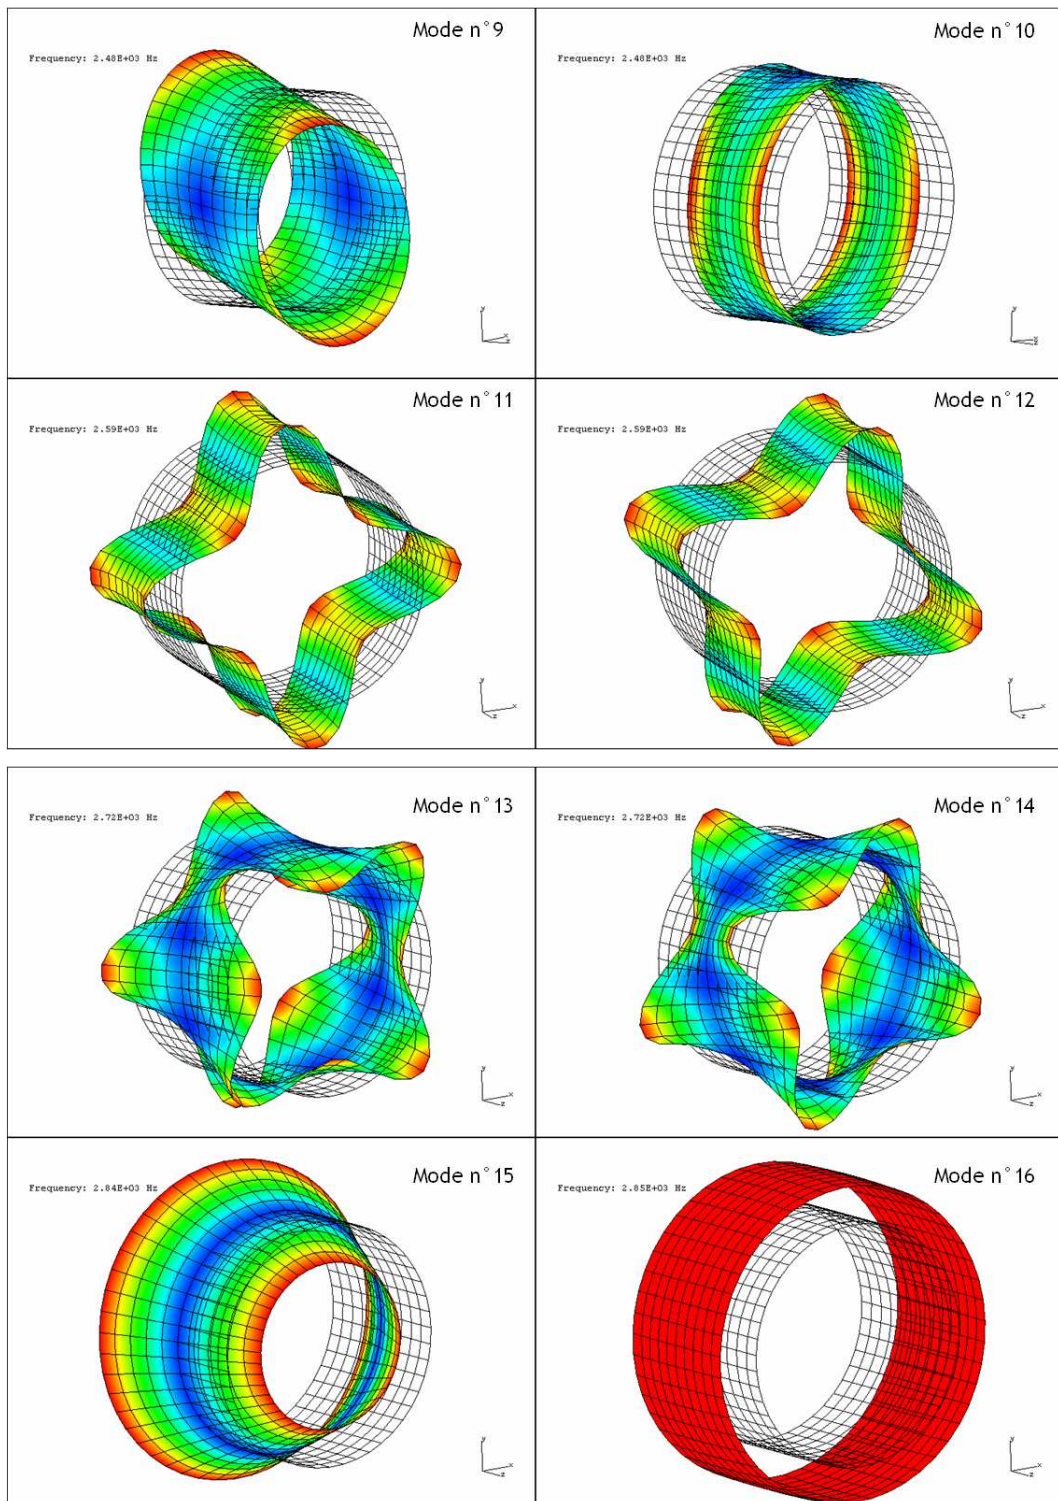 Mode n°9
Frequency: 2.48E+03 Hz
y
x
z
Mode n°10
Frequency: 2.48E+03 Hz
y
x
z
Mode n°11
Frequency: 2.59E+03 Hz
y
x
z
Mode n°12
Frequency: 2.59E+03 Hz
y
x
z
Mode n°13
Frequency: 2.72E+03 Hz
y
x
z
Mode n°14
Frequency: 2.72E+03 Hz
y
x
z
Mode n°15
Frequency: 2.84E+03 Hz
y
x
z
Mode n°16
Frequency: 2.85E+03 Hz
y
x
z